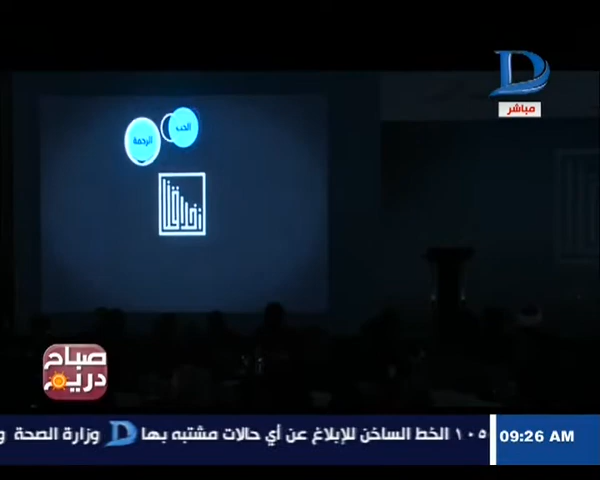 D
مباشر
الحب
الرحمة
أخلاقنا
صباح
دريم
١٠٥ الخط الساخن للإبلاغ عن أي حالات مشتبه بها D وزارة الصحة و
09:26 AM